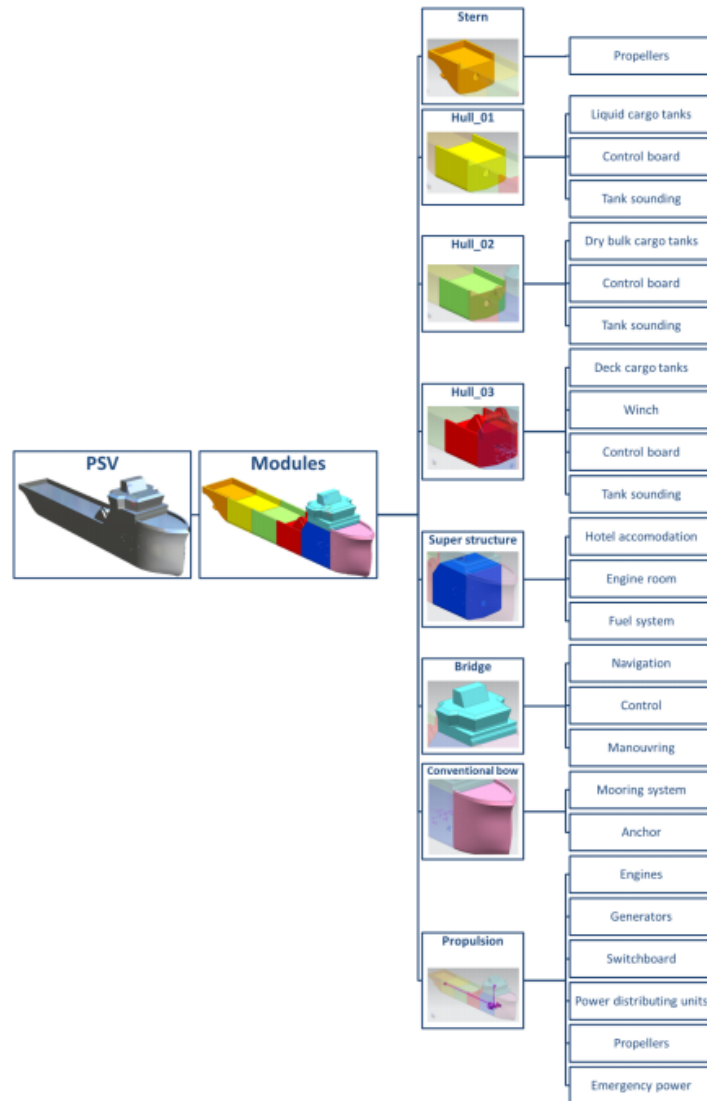 Stern
Propellers
Hull_01
Liquid cargo tanks
Control board
Tank sounding
Hull_02
Dry bulk cargo tanks
Control board
Tank sounding
Hull_03
Deck cargo tanks
Winch
Control board
Tank sounding
PSV
Modules
Super structure
Hotel accomodation
Engine room
Fuel system
Bridge
Navigation
Control
Manouvring
Conventional bow
Mooring system
Anchor
Propulsion
Engines
Generators
Switchboard
Power distributing units
Propellers
Emergency power